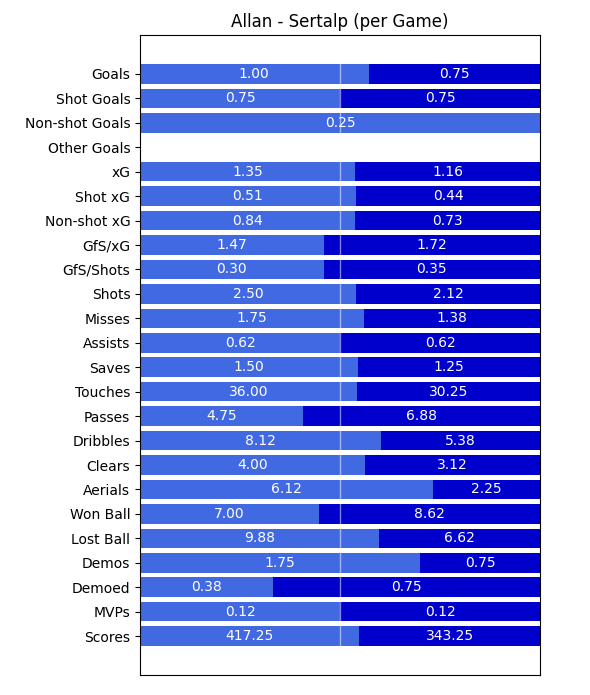 Allan - Sertalp (per Game)
Goals 1.00 0.75
Shot Goals 0.75 0.75
Non-shot Goals 0.25
Other Goals
xG 1.35 1.16
Shot xG 0.51 0.44
Non-shot xG 0.84 0.73
GfS/xG 1.47 1.72
GfS/Shots 0.30 0.35
Shots 2.50 2.12
Misses 1.75 1.38
Assists 0.62 0.62
Saves 1.50 1.25
Touches 36.00 30.25
Passes 4.75 6.88
Dribbles 8.12 5.38
Clears 4.00 3.12
Aerials 6.12 2.25
Won Ball 7.00 8.62
Lost Ball 9.88 6.62
Demos 1.75 0.75
Demoed 0.38 0.75
MVPs 0.12 0.12
Scores 417.25 343.25